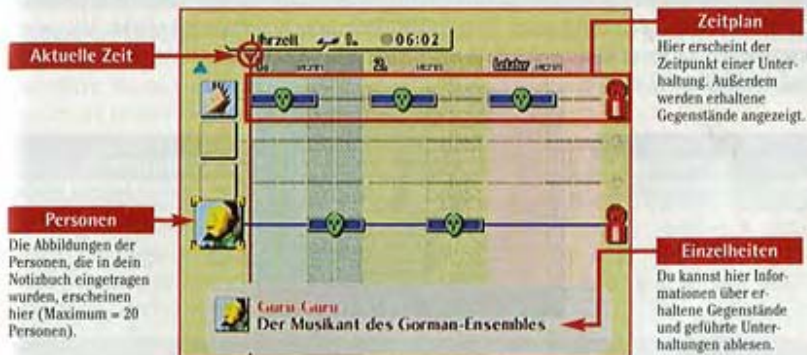 Aktuelle Zeit
Uhrzeit
06:02
Zeitplan
Hier erscheint der
Zeitpunkt einer Unter-
haltung. Außerdem
werden erhaltene
Gegenstände angezeigt.
Personen
Die Abbildungen der
Personen, die in dein
Notizbuch eingetragen
wurden, erscheinen
hier (Maximum = 20
Personen).
Guru-Guru
Der Musikant des Gorman-Ensembles
Einzelheiten
Du kannst hier Infor-
mationen über er-
haltene Gegenstände
und geführte Unter-
haltungen ablesen.